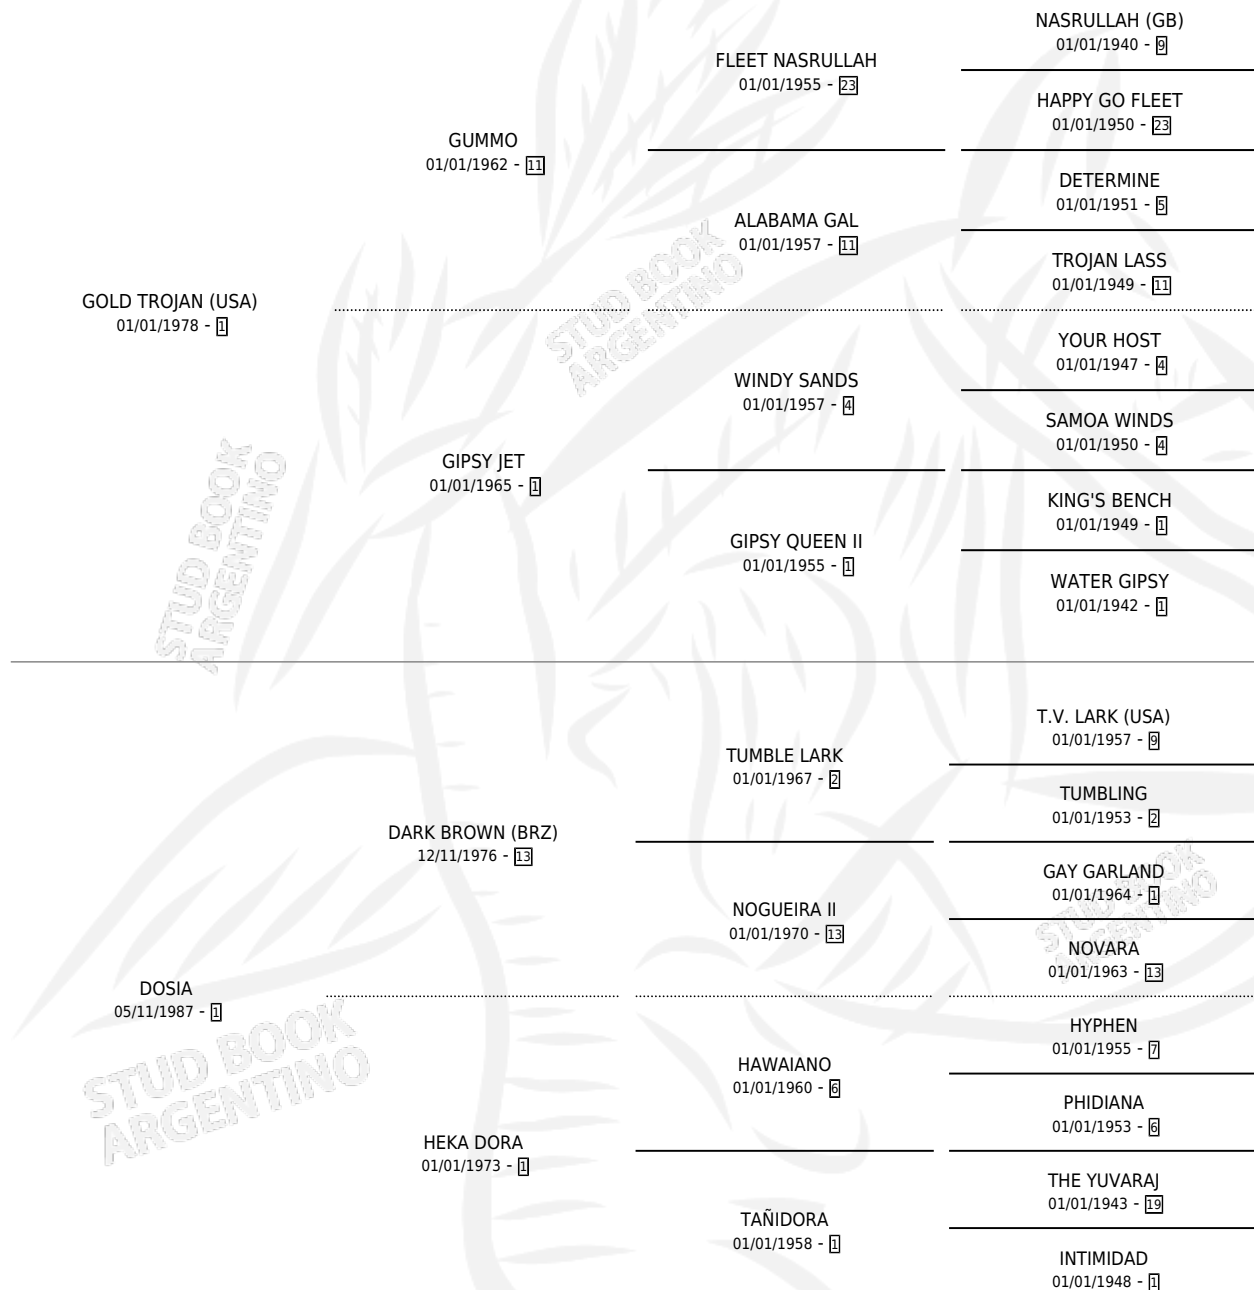 NASRULLAH (GB)
01/01/1940 - 9
FLEET NASRULLAH
01/01/1955 - 23
HAPPY GO FLEET
01/01/1950 - 23
GUMMO
01/01/1962 - 11
DETERMINE
01/01/1951 - 5
ALABAMA GAL
01/01/1957 - 11
TROJAN LASS
01/01/1949 - 11
GOLD TROJAN (USA)
01/01/1978 - 1
YOUR HOST
01/01/1947 - 4
WINDY SANDS
01/01/1957 - 4
SAMOA WINDS
01/01/1950 - 4
GIPSY JET
01/01/1965 - 1
KING'S BENCH
01/01/1949 - 1
GIPSY QUEEN II
01/01/1955 - 1
WATER GIPSY
01/01/1942 - 1
T.V. LARK (USA)
01/01/1957 - 9
TUMBLE LARK
01/01/1967 - 2
TUMBLING
01/01/1953 - 2
DARK BROWN (BRZ)
12/11/1976 - 13
GAY GARLAND
01/01/1964 - 1
NOGUEIRA II
01/01/1970 - 13
NOVARA
01/01/1963 - 13
DOSIA
05/11/1987 - 1
HYPHEN
01/01/1955 - 7
HAWAIANO
01/01/1960 - 6
PHIDIANA
01/01/1953 - 6
HEKA DORA
01/01/1973 - 1
THE YUVARAJ
01/01/1943 - 19
TAÑIDORA
01/01/1958 - 1
INTIMIDAD
01/01/1948 - 1
STUD BOOK
ARGENTINO
STUD BOOK
ARGENTINO
STUD BOOK
ARGENTINO
STUD BOOK
ARGENTINO